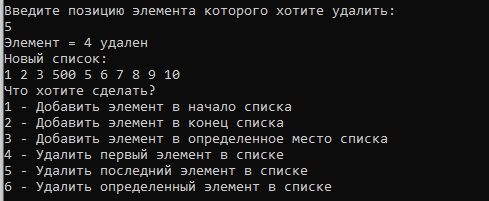 Введите позицию элемента которого хотите удалить:
5
Элемент = 4 удален
Новый список:
1 2 3 500 5 6 7 8 9 10
Что хотите сделать?
1 - Добавить элемент в начало списка
2 - Добавить элемент в конец списка
3 - Добавить элемент в определенное место списка
4 - Удалить первый элемент в списке
5 - Удалить последний элемент в списке
6 - Удалить определенный элемент в списке